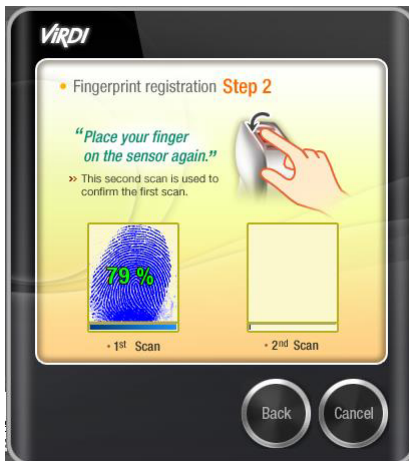 ViRDI
• Fingerprint registration Step 2
“Place your finger
on the sensor again.”
» This second scan is used to
confirm the first scan.
79 %
• 1st Scan
• 2nd Scan
Back
Cancel